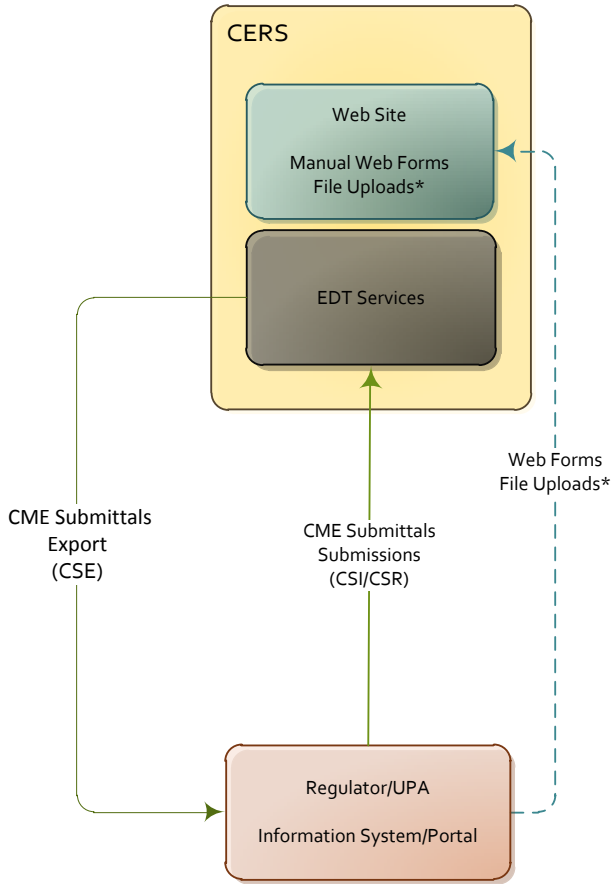 CERS
Web Site
Manual Web Forms
File Uploads*
EDT Services
Web Forms
File Uploads*
CME Submittals
Export
(CSE)
CME Submittals
Submissions
(CSI/CSR)
Regulator/UPA
Information System/Portal